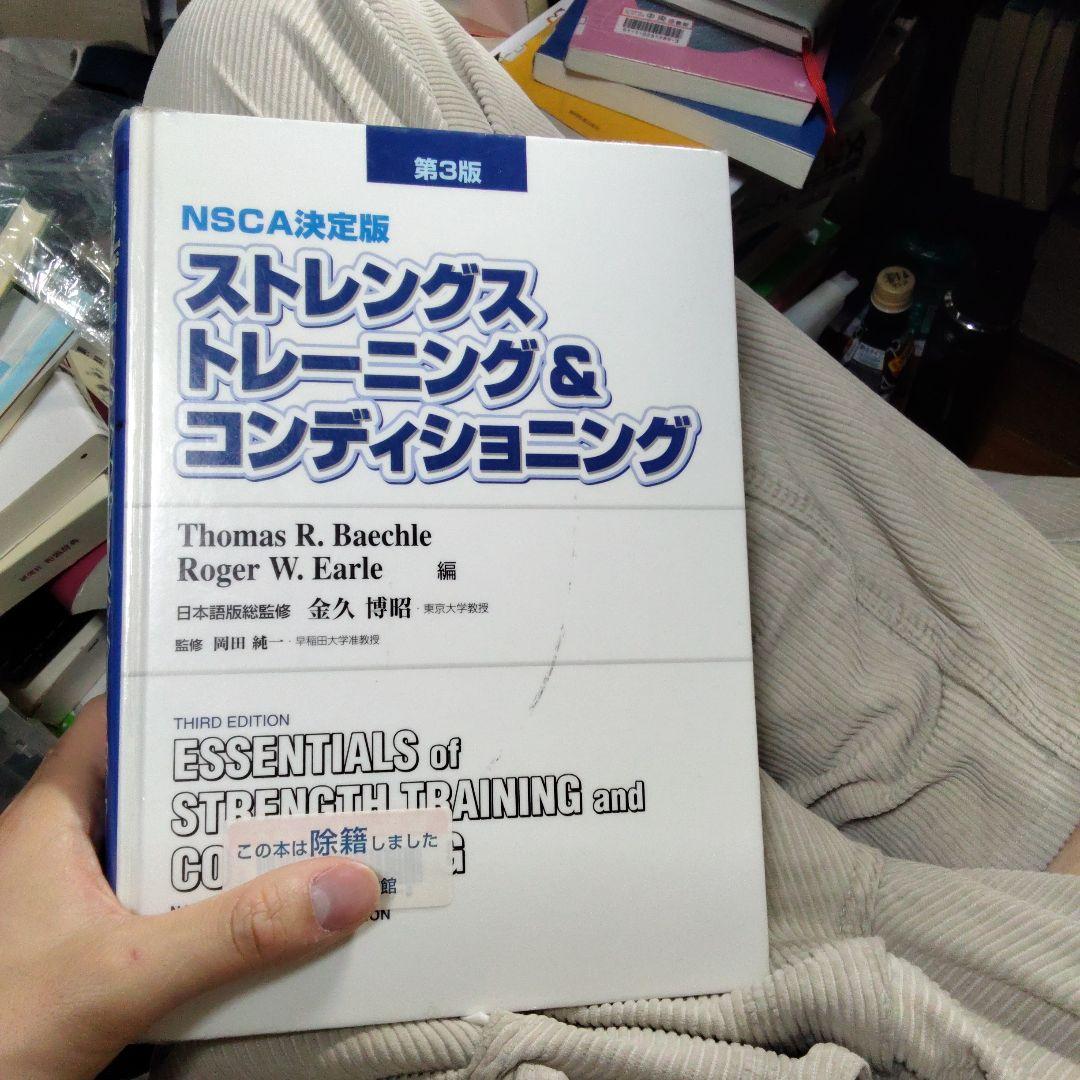 第3版
NSCA決定版
ストレングス
トレーニング&
コンディショニング
Thomas R. Baechle
Roger W. Earle 編
日本語版総監修 金久 博昭・東京大学教授
監修 岡田 純一・早稲田大学准教授
THIRD EDITION
ESSENTIALS of
STRENGTH TRAINING and
この本は除籍しました
館
中央